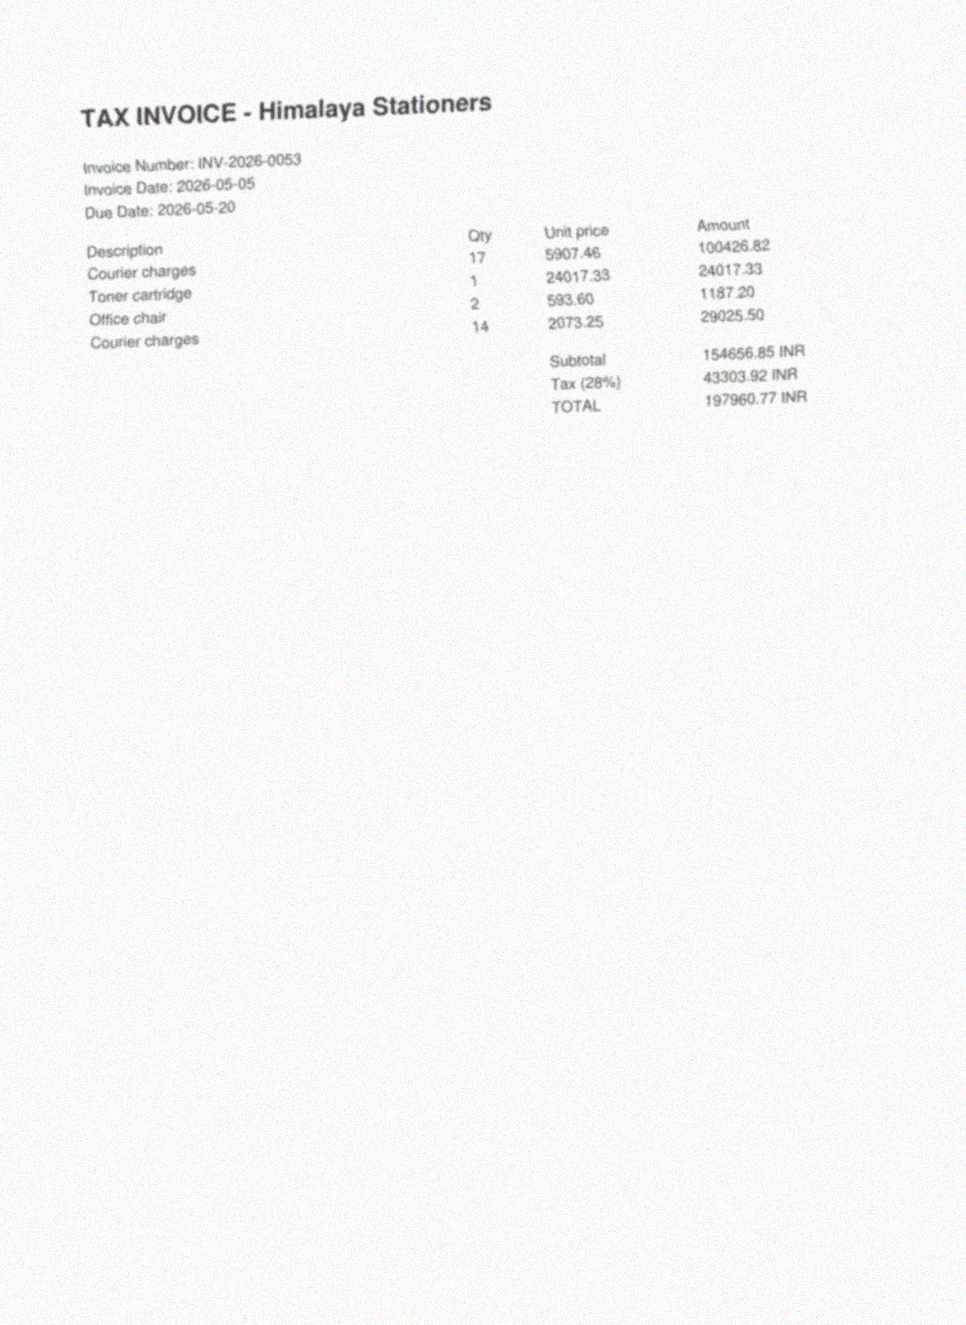 TAX INVOICE - Himalaya Stationers
Invoice Number: INV-2026-0053
Invoice Date: 2026-05-05
Due Date: 2026-05-20
Description Qty Unit price Amount
Courier charges 17 5907.46 100426.82
Toner cartridge 1 24017.33 24017.33
Office chair 2 593.60 1187.20
Courier charges 14 2073.25 29025.50
Subtotal 154656.85 INR
Tax (28%) 43303.92 INR
TOTAL 197960.77 INR